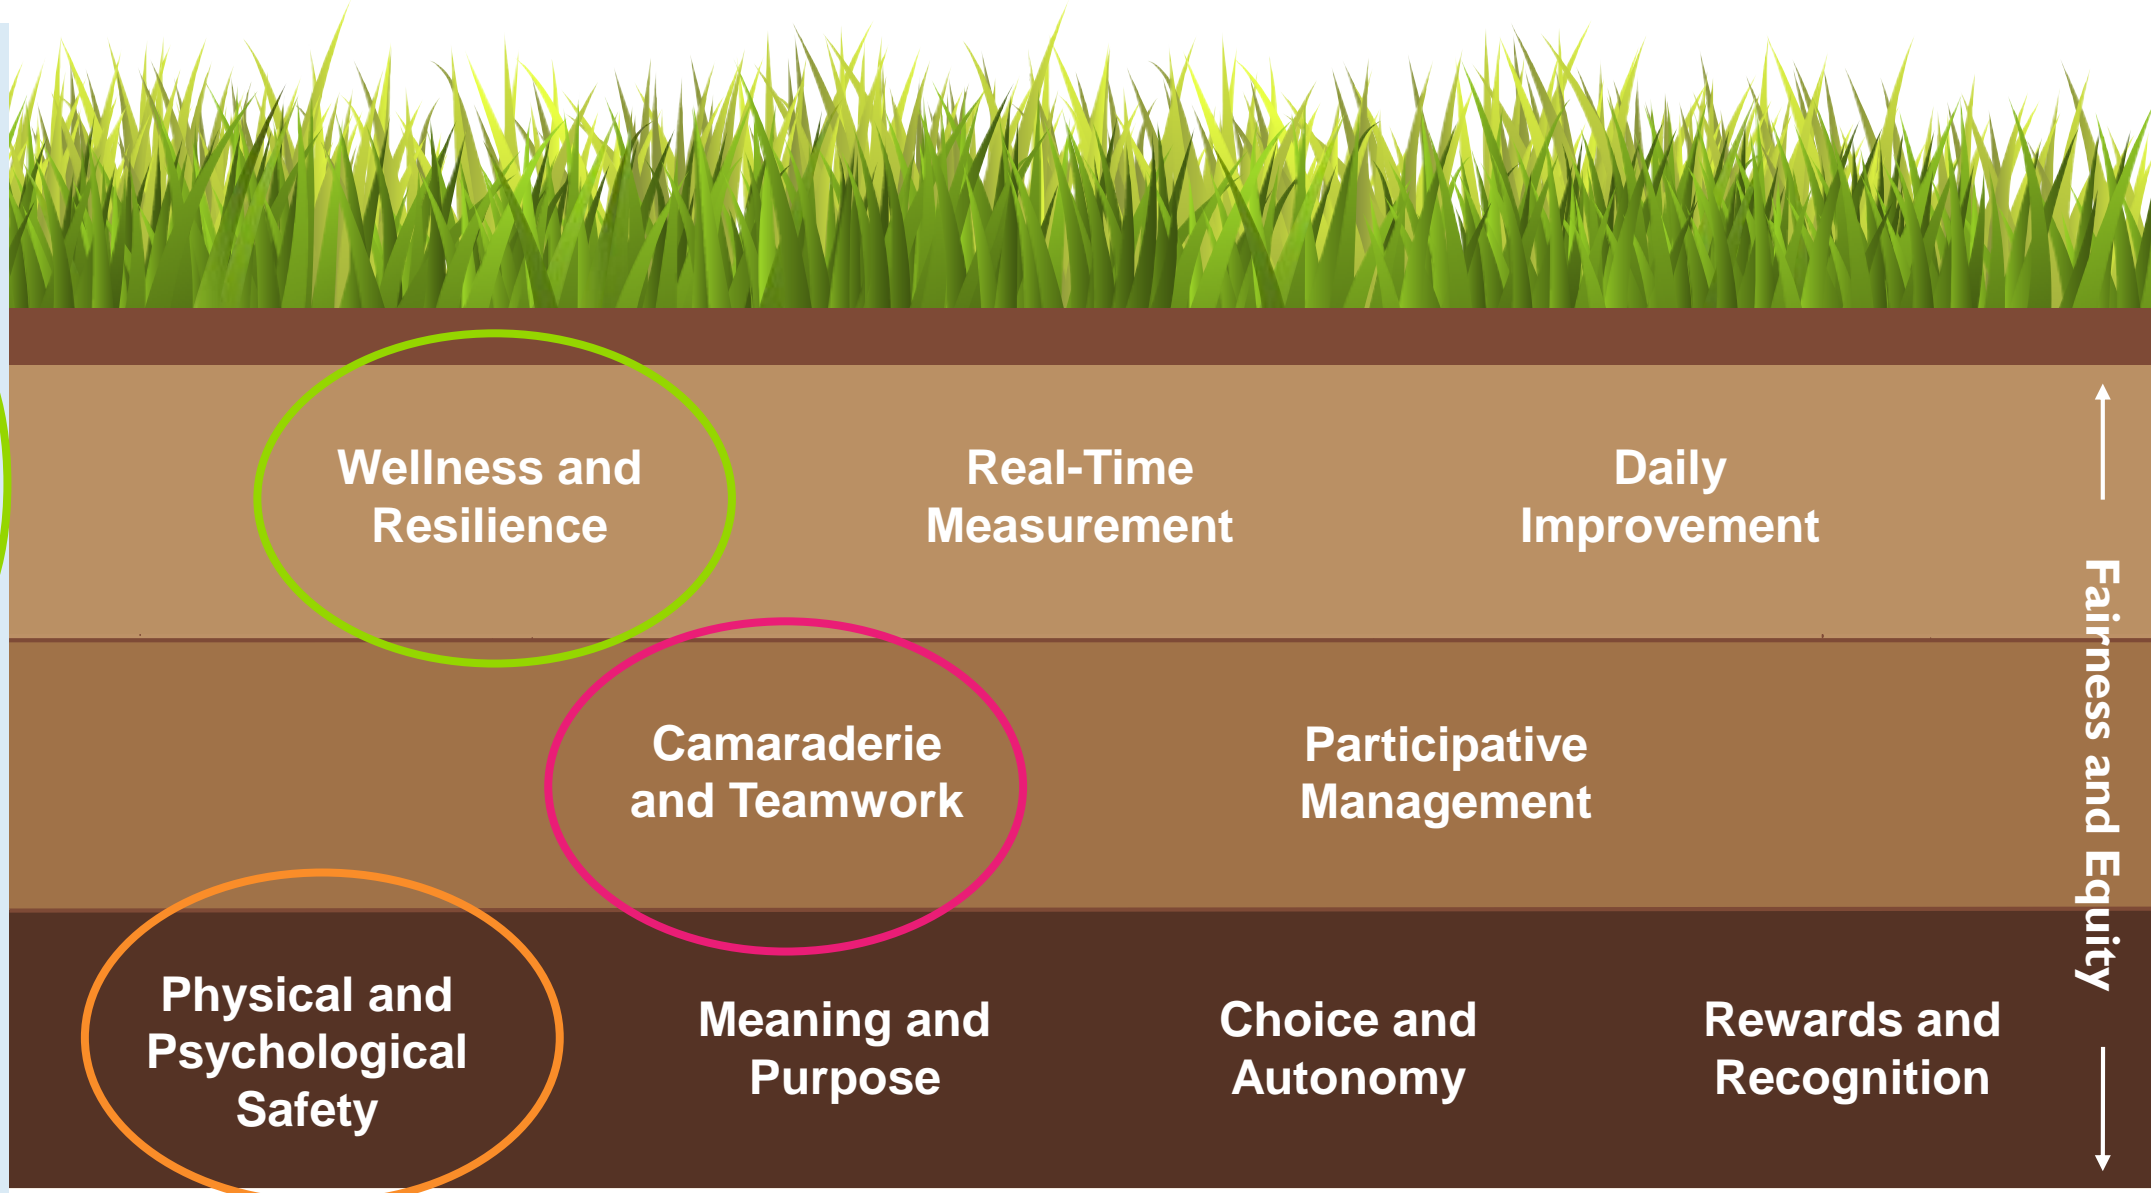 Wellness and
Resilience
Real-Time
Measurement
Daily
Improvement
Camaraderie
and Teamwork
Participative
Management
Physical and
Psychological
Safety
Meaning and
Purpose
Choice and
Autonomy
Rewards and
Recognition
Fairness and Equity